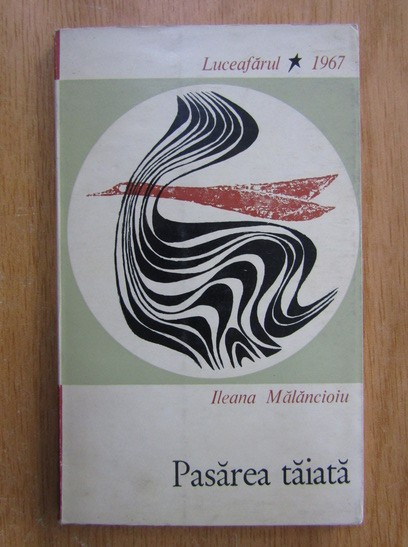 Luceafărul ★ 1967
Ileana Mălăncioiu
Pasărea tăiată